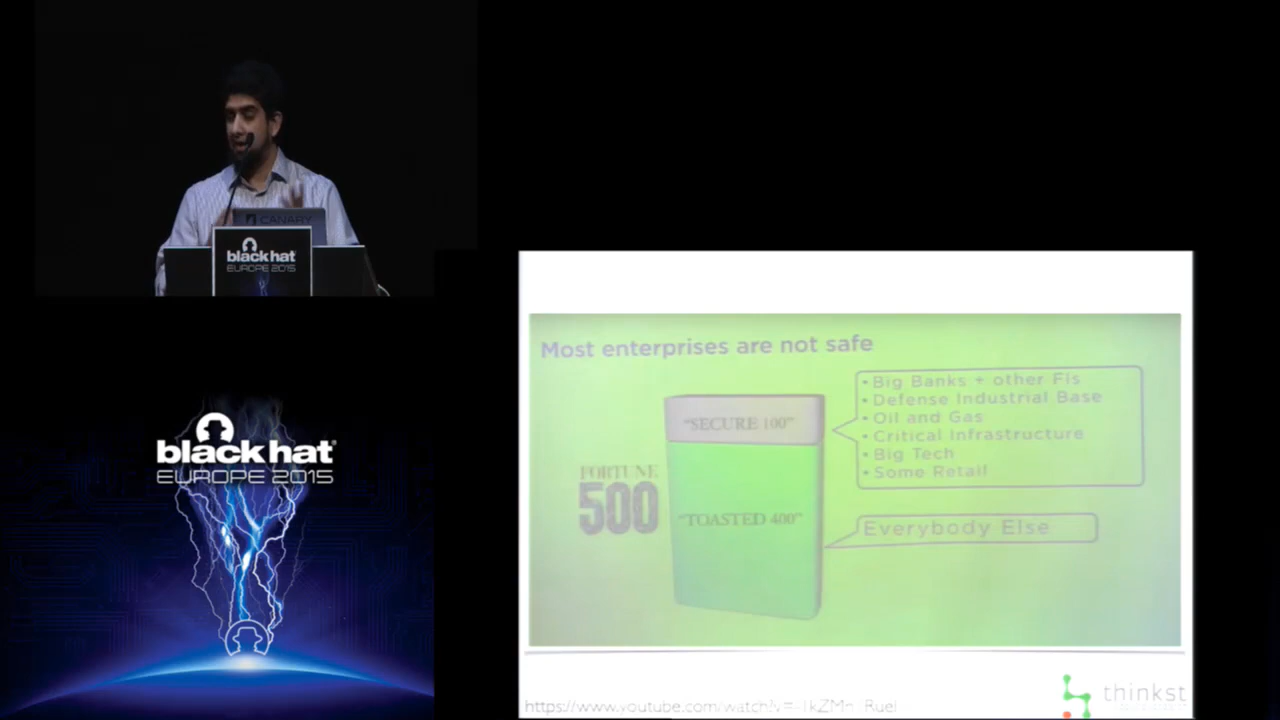 CANARY
black hat
EUROPE 2015
black hat
EUROPE 2015
Most enterprises are not safe
"SECURE 100"
• Big Banks + other FIs
• Defense Industrial Base
• Oil and Gas
• Critical Infrastructure
• Big Tech
• Some Retail
FORTUNE
500
"TOASTED 400"
Everybody Else
thinkst